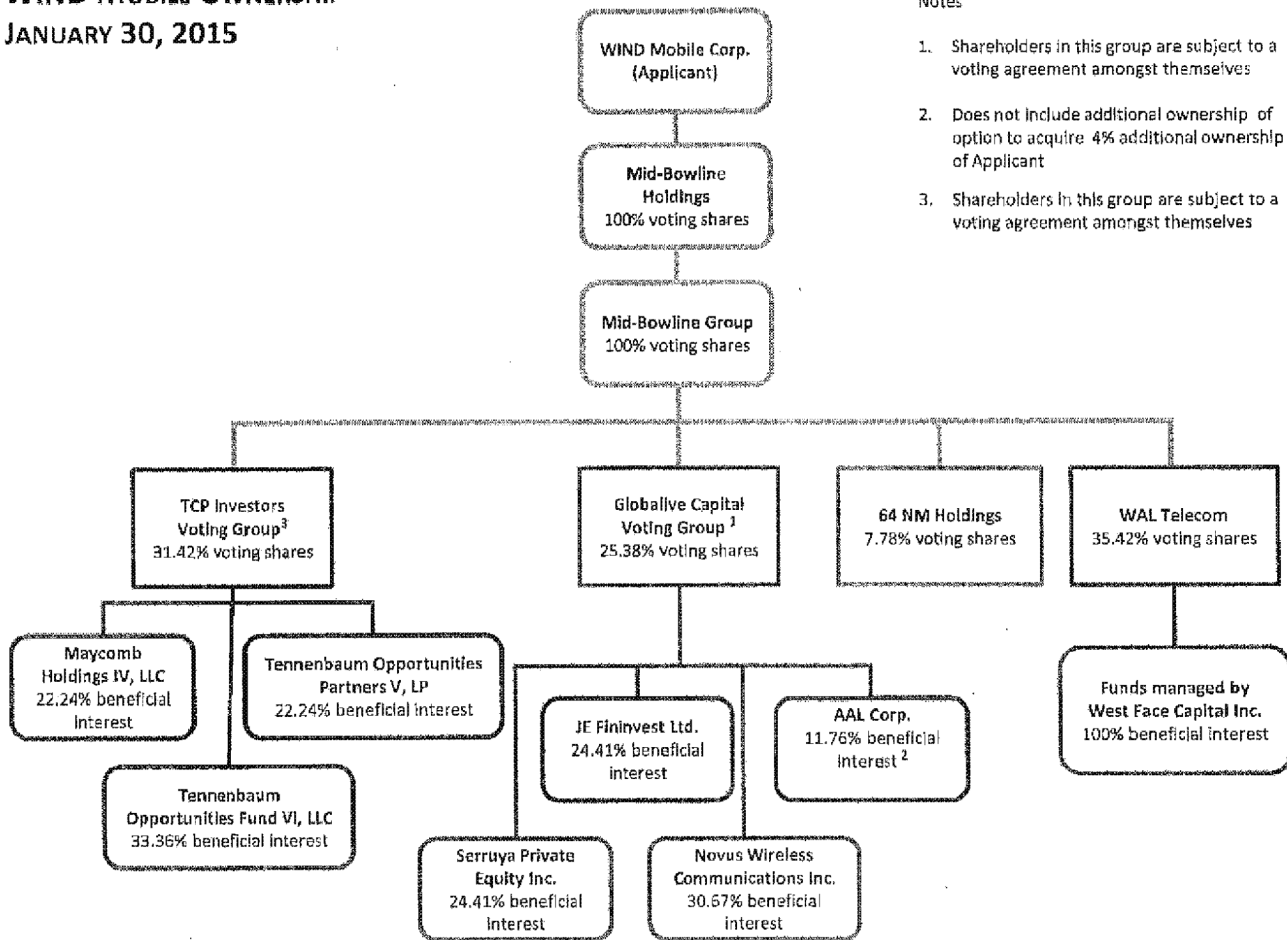 JANUARY 30, 2015
WIND Mobile Corp.
(Applicant)
Mid-Bowline
Holdings
100% voting shares
Mid-Bowline Group
100% voting shares
Notes
1. Shareholders in this group are subject to a
voting agreement amongst themselves
2. Does not include additional ownership of
option to acquire 4% additional ownership
of Applicant
3. Shareholders in this group are subject to a
voting agreement amongst themselves
TCP Investors
Voting Group3
31.42% voting shares
Globalive Capital
Voting Group 1
25.38% voting shares
64 NM Holdings
7.78% voting shares
WAL Telecom
35.42% voting shares
Maycomb
Holdings IV, LLC
22.24% beneficial
interest
Tennenbaum Opportunities
Partners V, LP
22.24% beneficial interest
Tennenbaum
Opportunities Fund VI, LLC
33.36% beneficial interest
JE Fininvest Ltd.
24.41% beneficial
interest
AAL Corp.
11.76% beneficial
interest 2
Serruya Private
Equity Inc.
24.41% beneficial
interest
Novus Wireless
Communications Inc.
30.67% beneficial
interest
Funds managed by
West Face Capital Inc.
100% beneficial interest